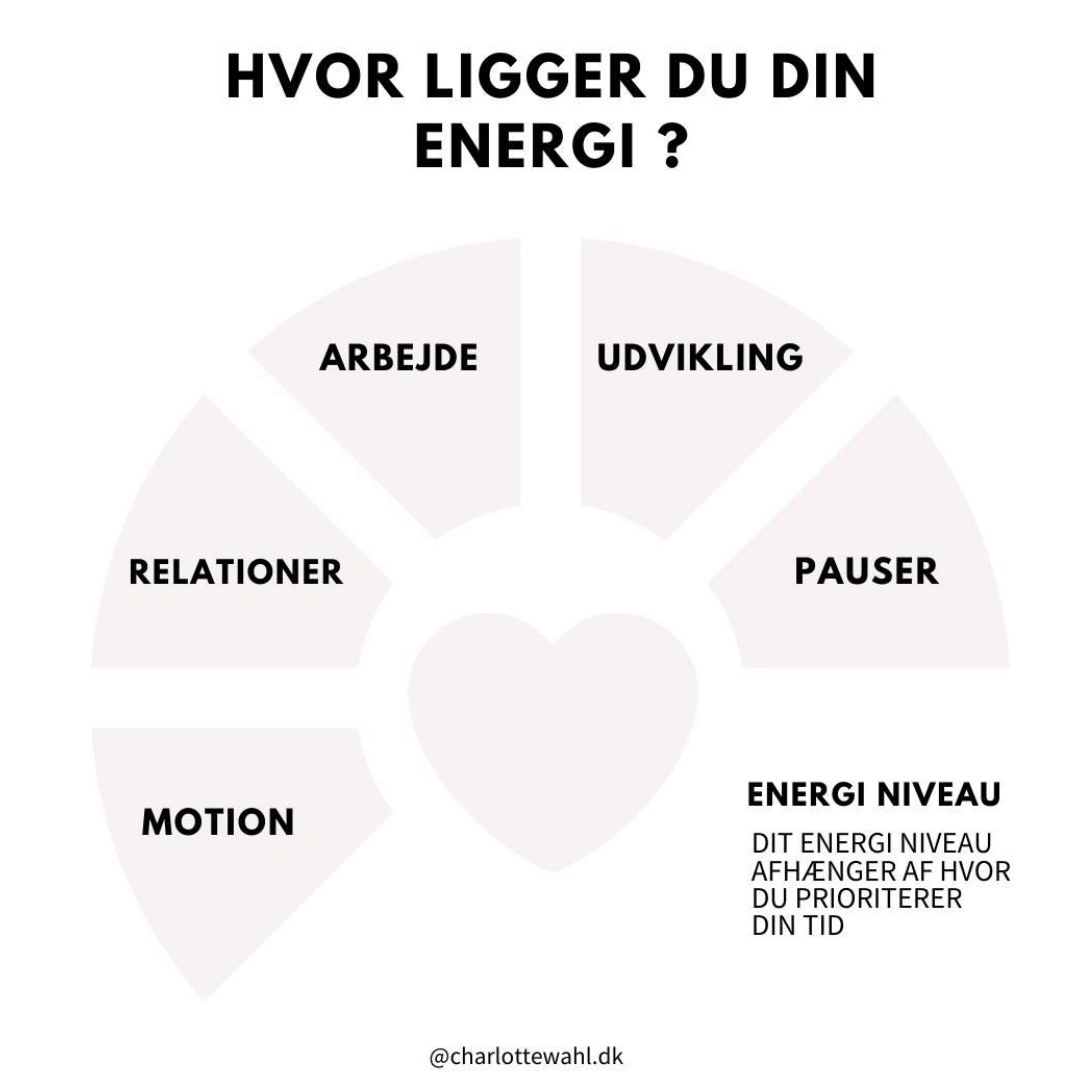 HVOR LIGGER DU DIN
ENERGI ?
ARBEJDE
UDVIKLING
RELATIONER
PAUSER
MOTION
ENERGI NIVEAU
DIT ENERGI NIVEAU
AFHÆNGER AF HVOR
DU PRIORITERER
DIN TID
@charlottewahl.dk